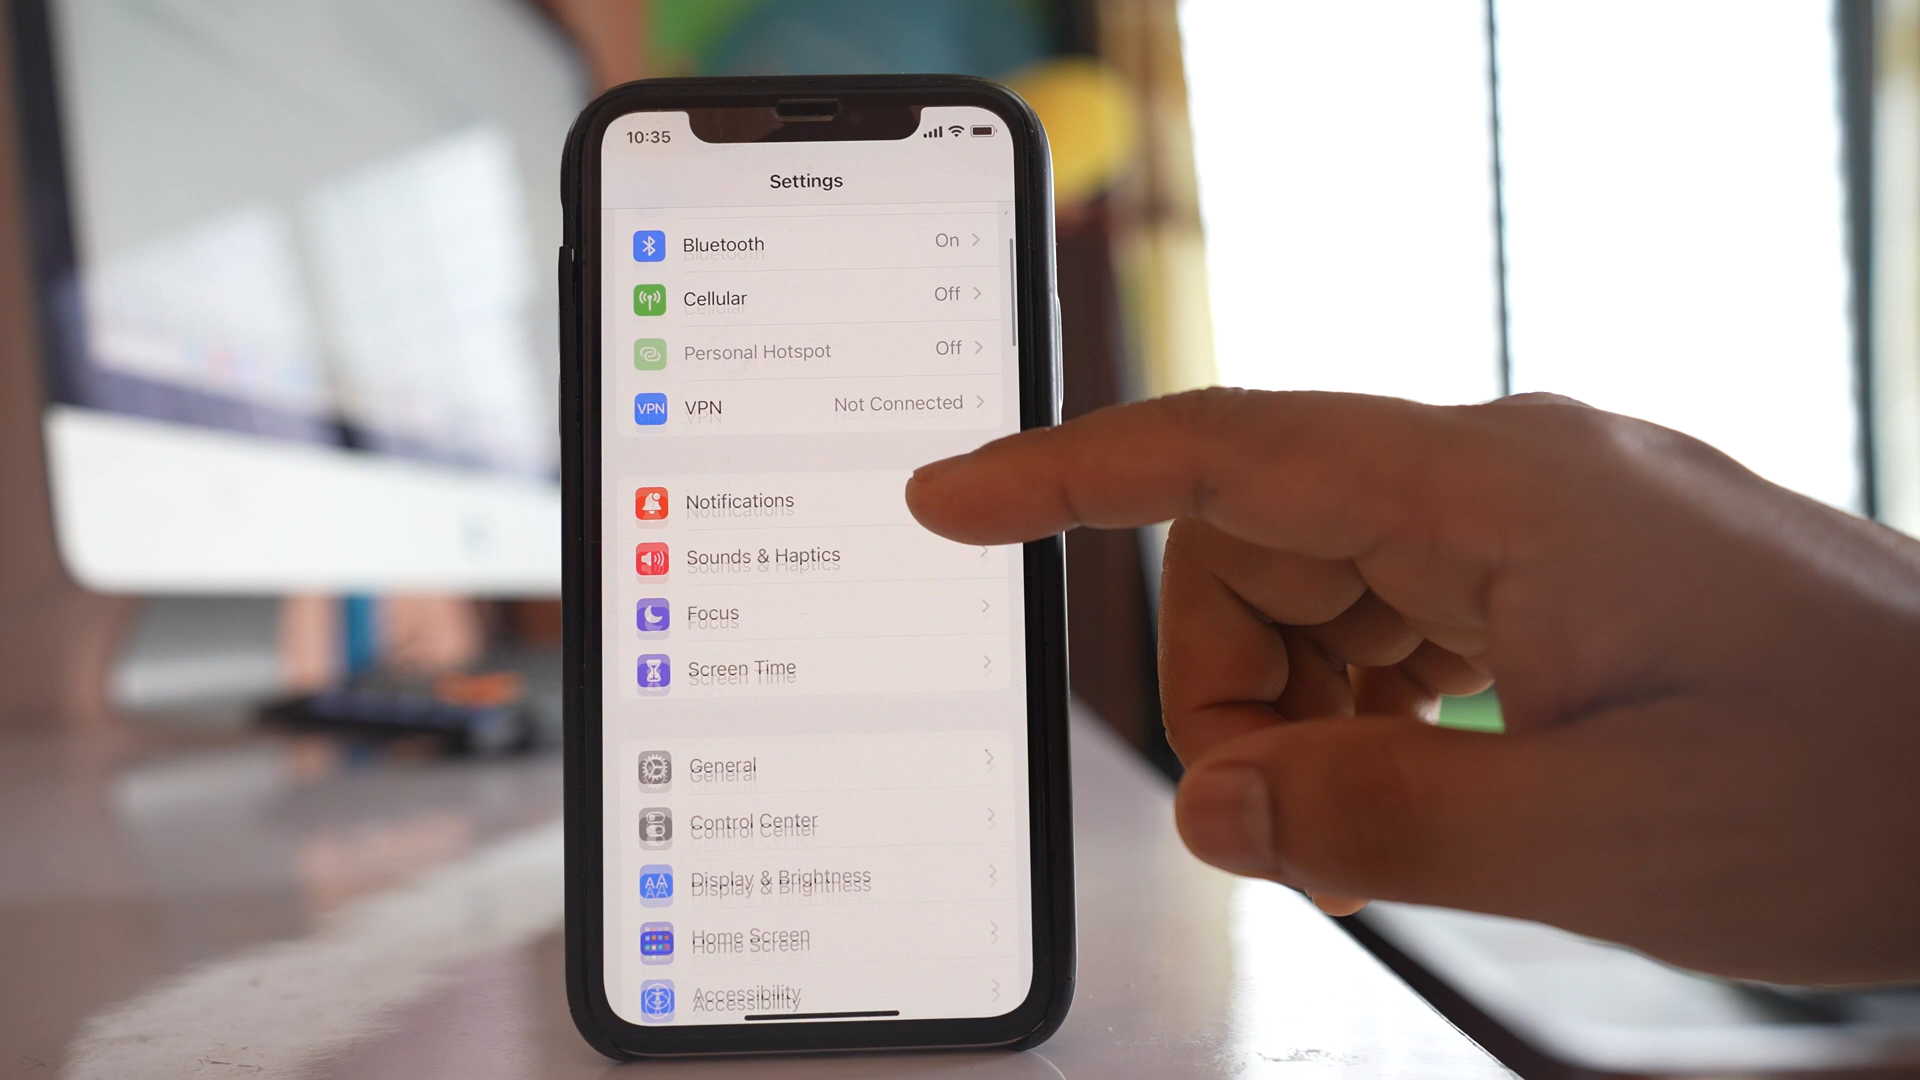 10:35
Settings
Bluetooth On
Cellular Off
Personal Hotspot Off
VPN VPN Not Connected
Notifications
Sounds & Haptics
Focus
Screen Time
General
Control Center
AA Display & Brightness
Home Screen
Accessibility